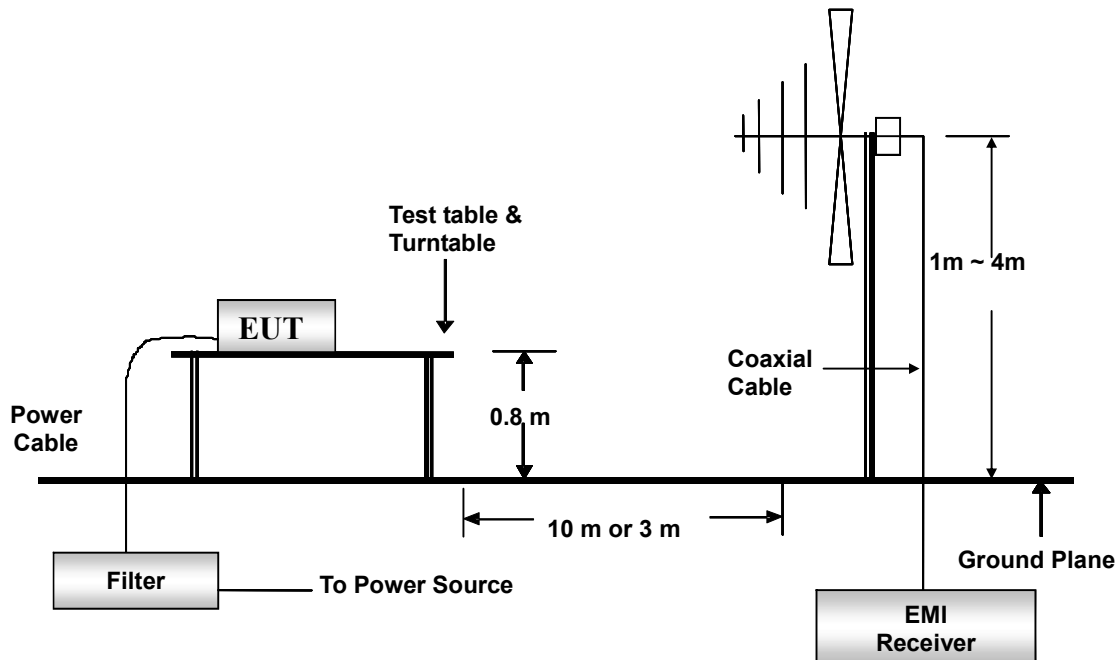 Test table &
Turntable
1m ~ 4m
EUT
Coaxial
Cable
0.8 m
Power
Cable
10 m or 3 m
Ground Plane
Filter
To Power Source
EMI
Receiver